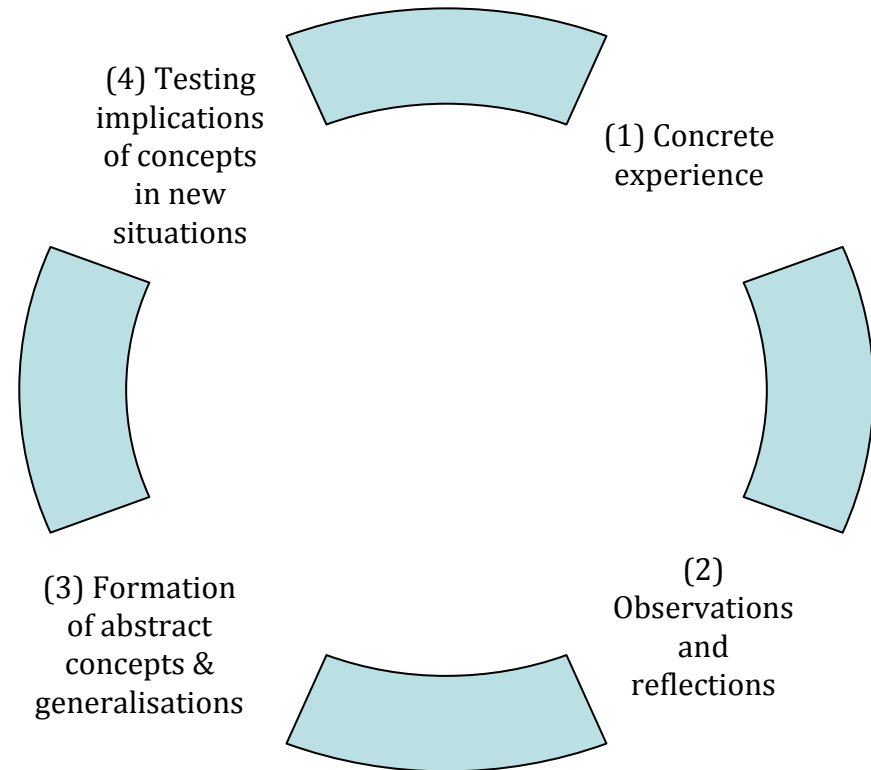 (1) Concrete
experience
(2)
Observations
and
reflections
(3) Formation
of abstract
concepts &
generalisations
(4) Testing
implications
of concepts
in new
situations